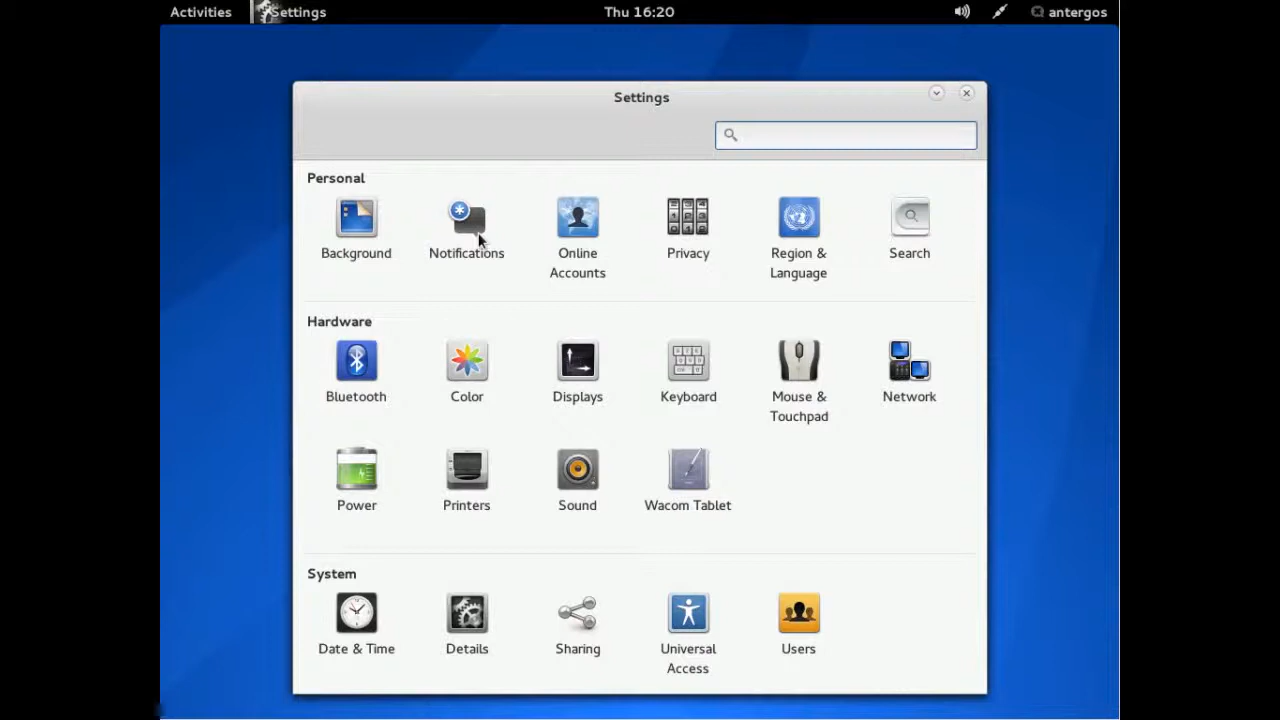 Activities Settings Thu 16:20 antergos
Settings
Personal
Background Notifications Online Privacy Region & Search
Accounts Language
Hardware
Bluetooth Color Displays Keyboard Mouse & Network
Touchpad
Power Printers Sound Wacom Tablet
System
Date & Time Details Sharing Universal Users
Access